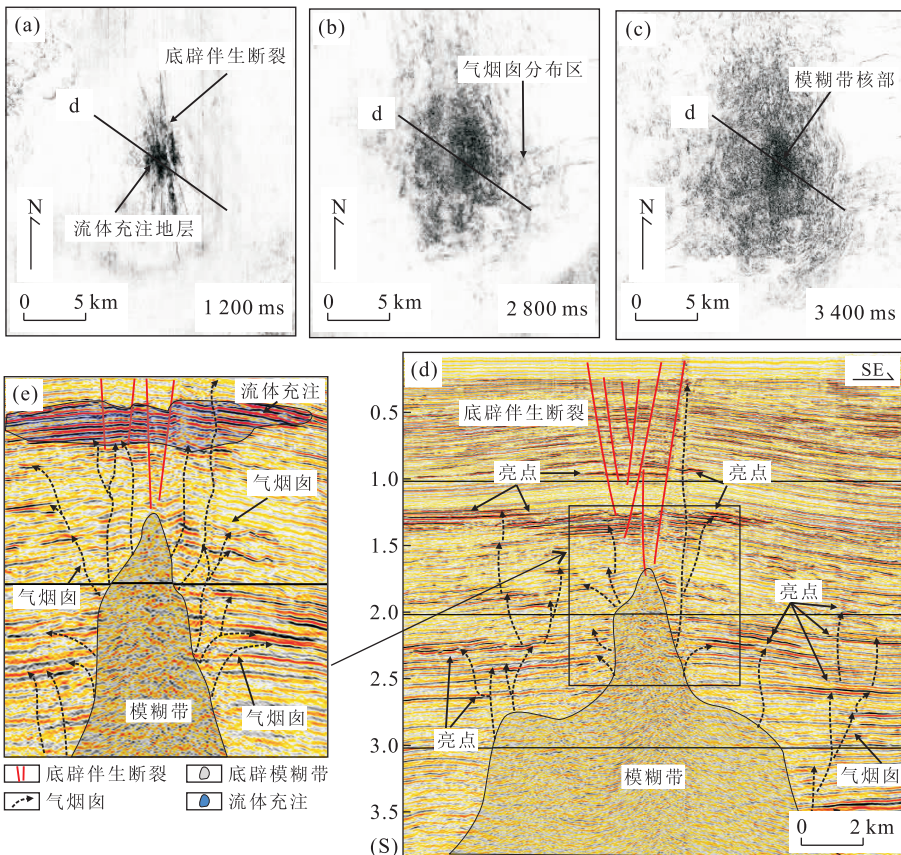 (a)
底辟伴生断裂
d
流体充注地层
N
0 5 km
1 200 ms
(b)
气烟囱分布区
d
N
0 5 km
2 800 ms
(c)
模糊带核部
d
N
0 5 km
3 400 ms
(e)
流体充注
气烟囱
气烟囱
气烟囱
模糊带
底辟伴生断裂
底辟模糊带
气烟囱
流体充注
(d)
SE
底辟伴生断裂
亮点
亮点
亮点
亮点
气烟囱
模糊带
0.5
1.0
1.5
2.0
2.5
3.0
3.5
(S)
0 2 km